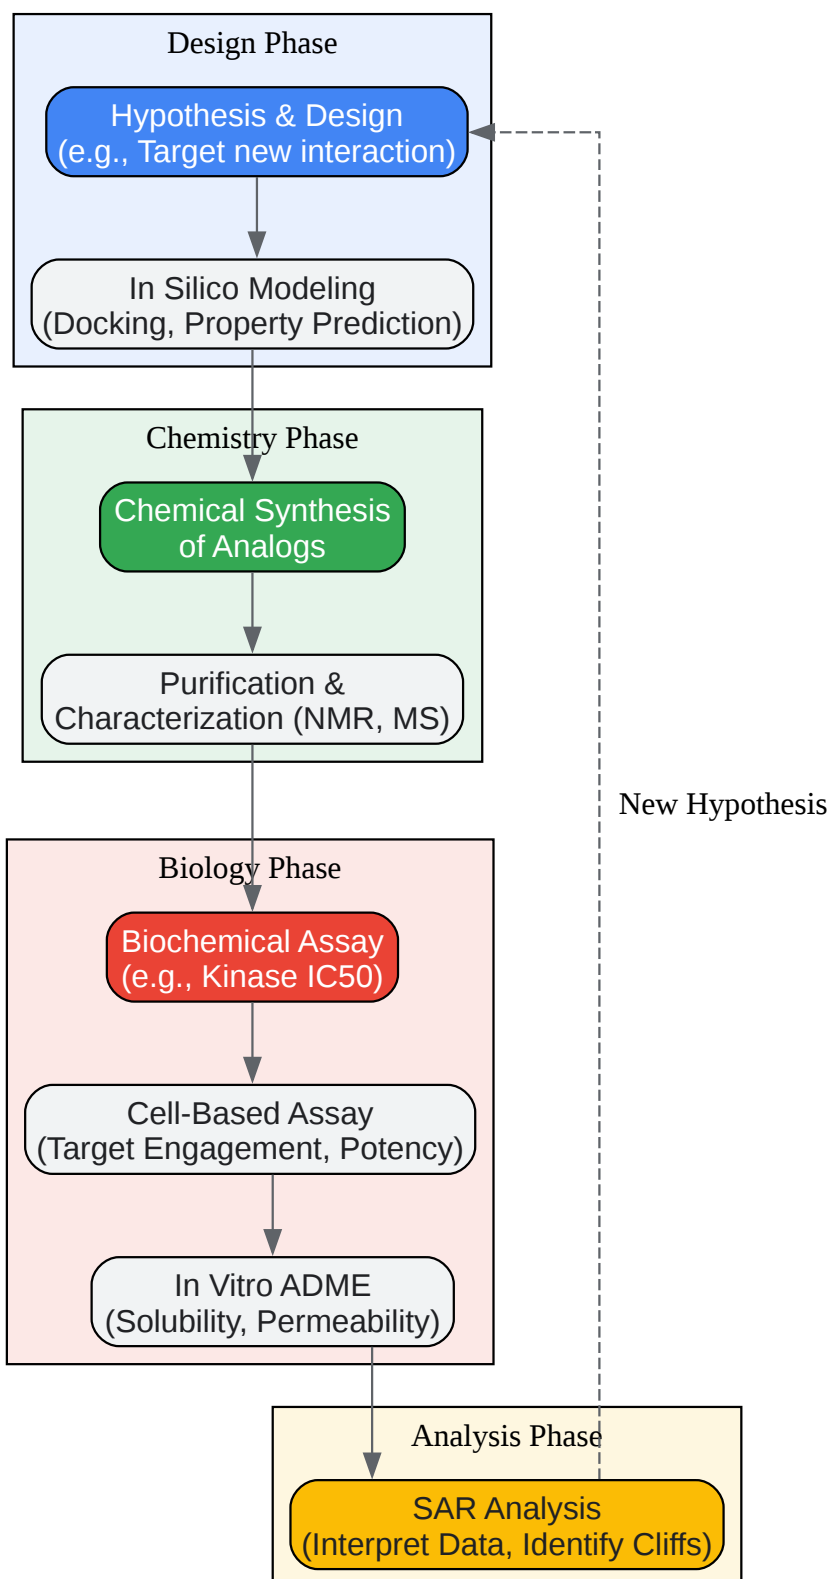 Design Phase
Hypothesis & Design
(e.g., Target new interaction)
In Silico Modeling
(Docking, Property Prediction)
Chemistry Phase
Chemical Synthesis
of Analogs
Purification &
Characterization (NMR, MS)
New Hypothesis
Biology Phase
Biochemical Assay
(e.g., Kinase IC50)
Cell-Based Assay
(Target Engagement, Potency)
In Vitro ADME
(Solubility, Permeability)
Analysis Phase
SAR Analysis
(Interpret Data, Identify Cliffs)